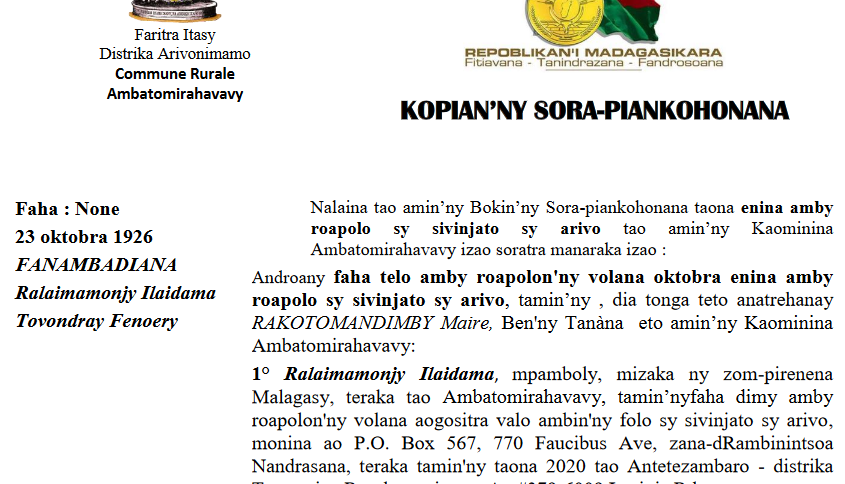 Faritra Itasy
Distrika Arivonimamo
Commune Rurale
Ambatomirahavavy
REPOBLIKAN'I MADAGASIKARA
Fitiavana - Tanindrazana - Fandrosoana
KOPIAN’NY SORA-PIANKOHONANA
Faha : None
23 oktobra 1926
FANAMBADIANA
Ralaimamonjy Ilaidama
Tovondray Fenoery
Nalaina tao amin’ny Bokin’ny Sora-piankohonana taona enina amby
roapolo sy sivinjato sy arivo tao amin’ny Kaominina
Ambatomirahavavy izao soratra manaraka izao :
Androany faha telo amby roapolon'ny volana oktobra enina amby
roapolo sy sivinjato sy arivo, tamin’ny , dia tonga teto anatrehanay
RAKOTOMANDIMBY Maire, Ben'ny Tanàna eto amin’ny Kaominina
Ambatomirahavavy:
1° Ralaimamonjy Ilaidama, mpamboly, mizaka ny zom-pirenena
Malagasy, teraka tao Ambatomirahavavy, tamin’nyfaha dimy amby
roapolon'ny volana aogositra valo ambin'ny folo sy sivinjato sy arivo,
monina ao P.O. Box 567, 770 Faucibus Ave, zana-dRambinintsoa
Nandrasana, teraka tamin'ny taona 2020 tao Antetezambaro - distrika